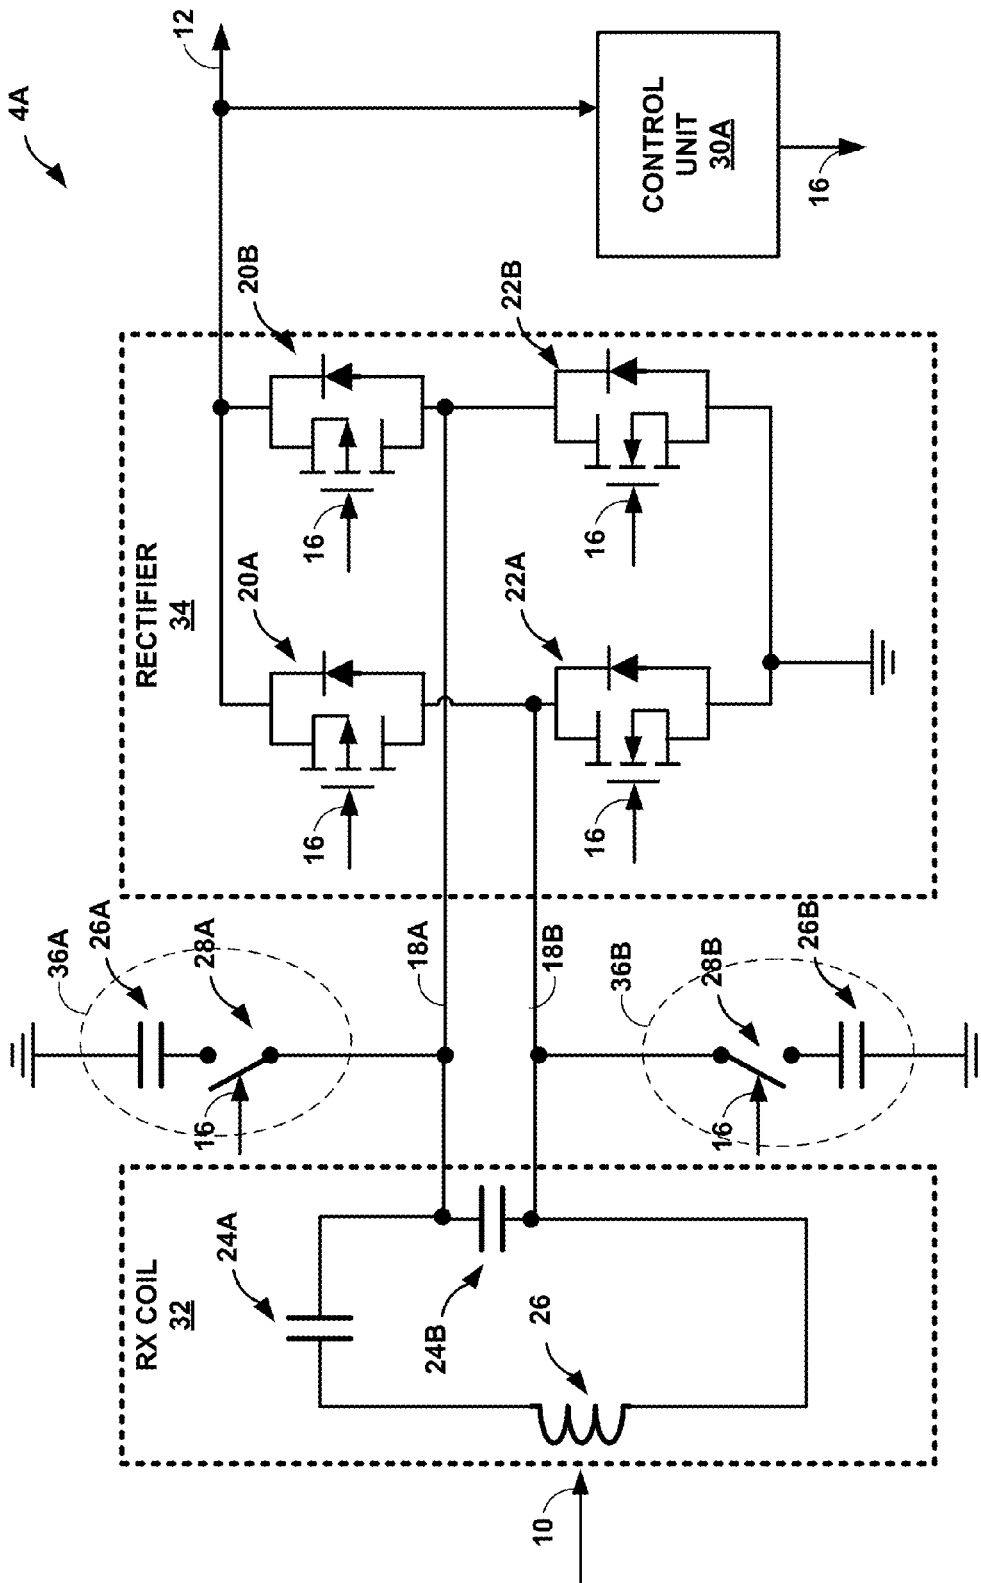 4A
36A
26A
RX COIL
32
RECTIFIER
34
12
16
28A
24A
20A
20B
16
16
24B
18A
22A
22B
10
26
18B
16
16
36B
CONTROL
UNIT
30A
16
28B
26B
16